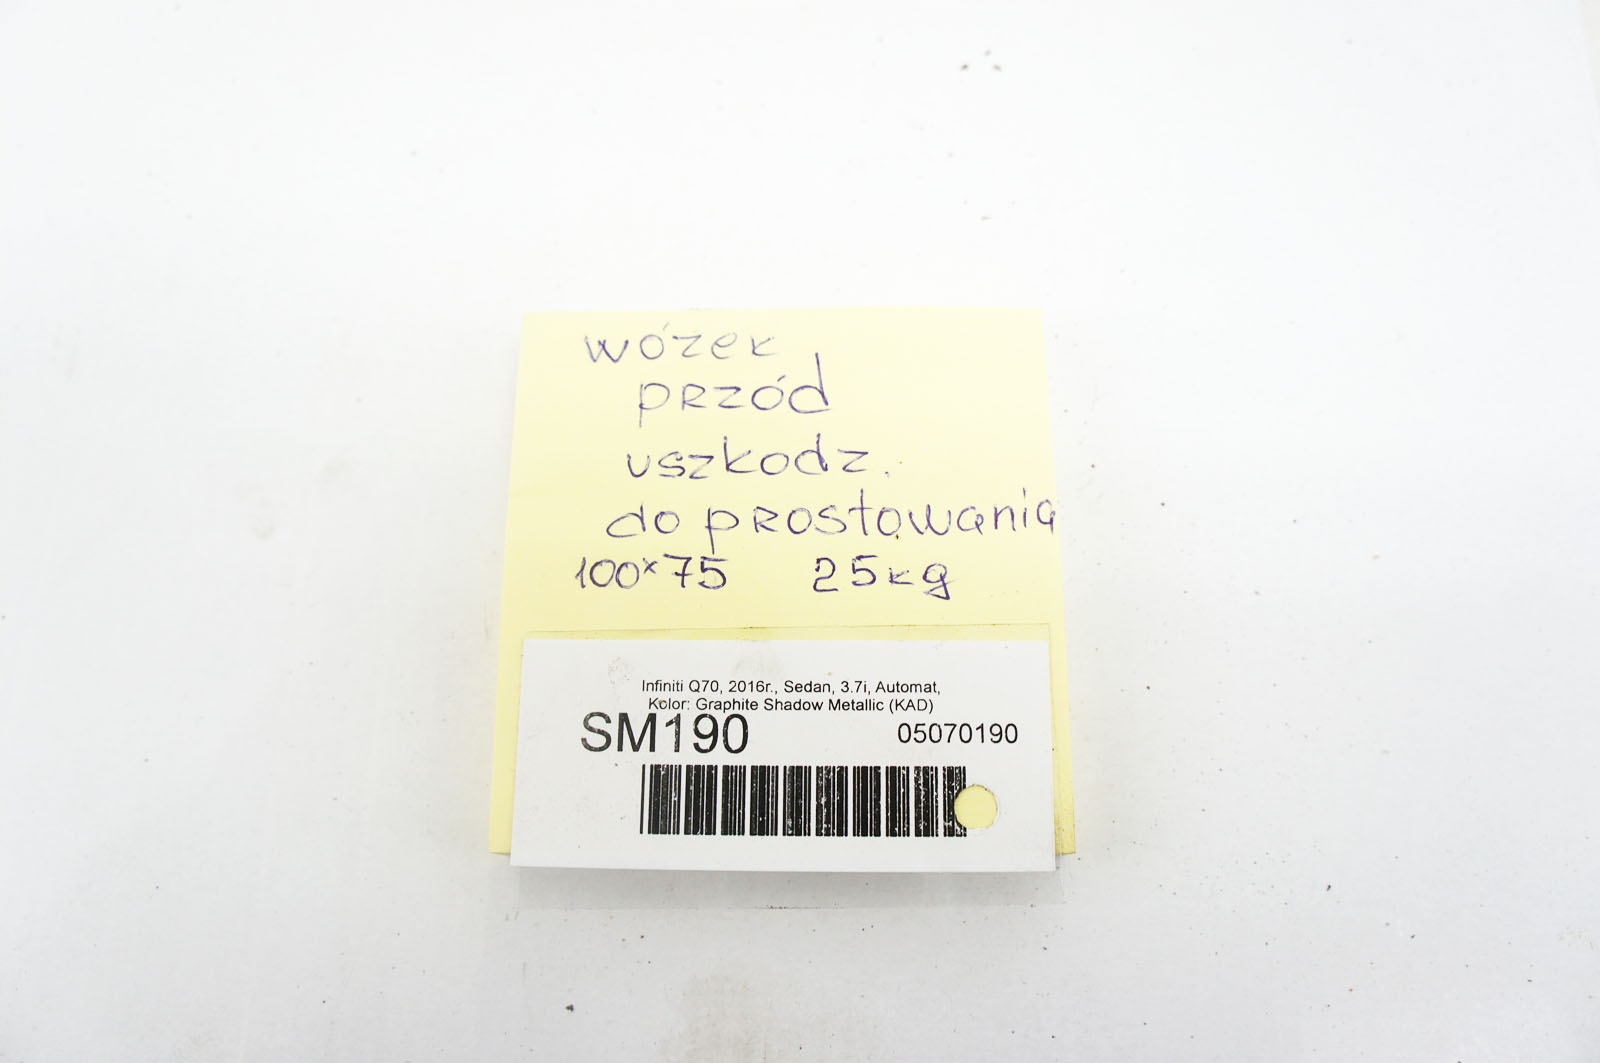 wózek
przód
uszkodz.
do prostowania
100x75 25kg
Infiniti Q70, 2016r., Sedan, 3.7i, Automat,
Kolor: Graphite Shadow Metallic (KAD)
SM190 05070190